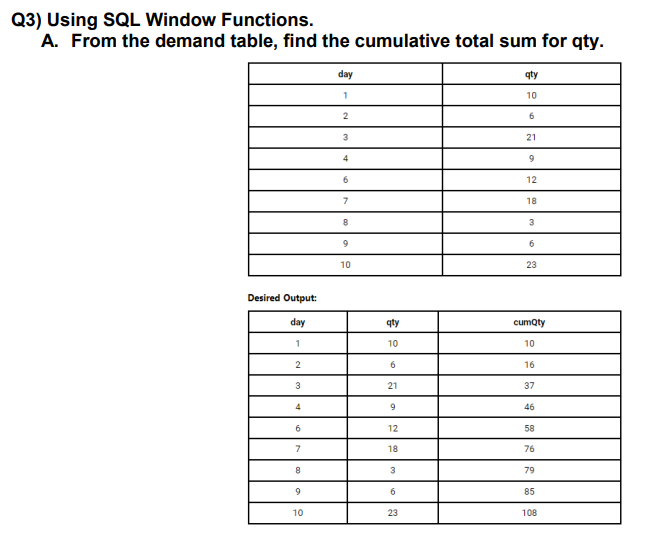 Q3) Using SQL Window Functions.
A. From the demand table, find the cumulative total sum for qty.
day qty
1 10
2 6
3 21
4 9
6 12
7 18
8 3
9 6
10 23
Desired Output:
day qty cumQty
1 10 10
2 6 16
3 21 37
4 9 46
6 12 58
7 18 76
8 3 79
9 6 85
10 23 108